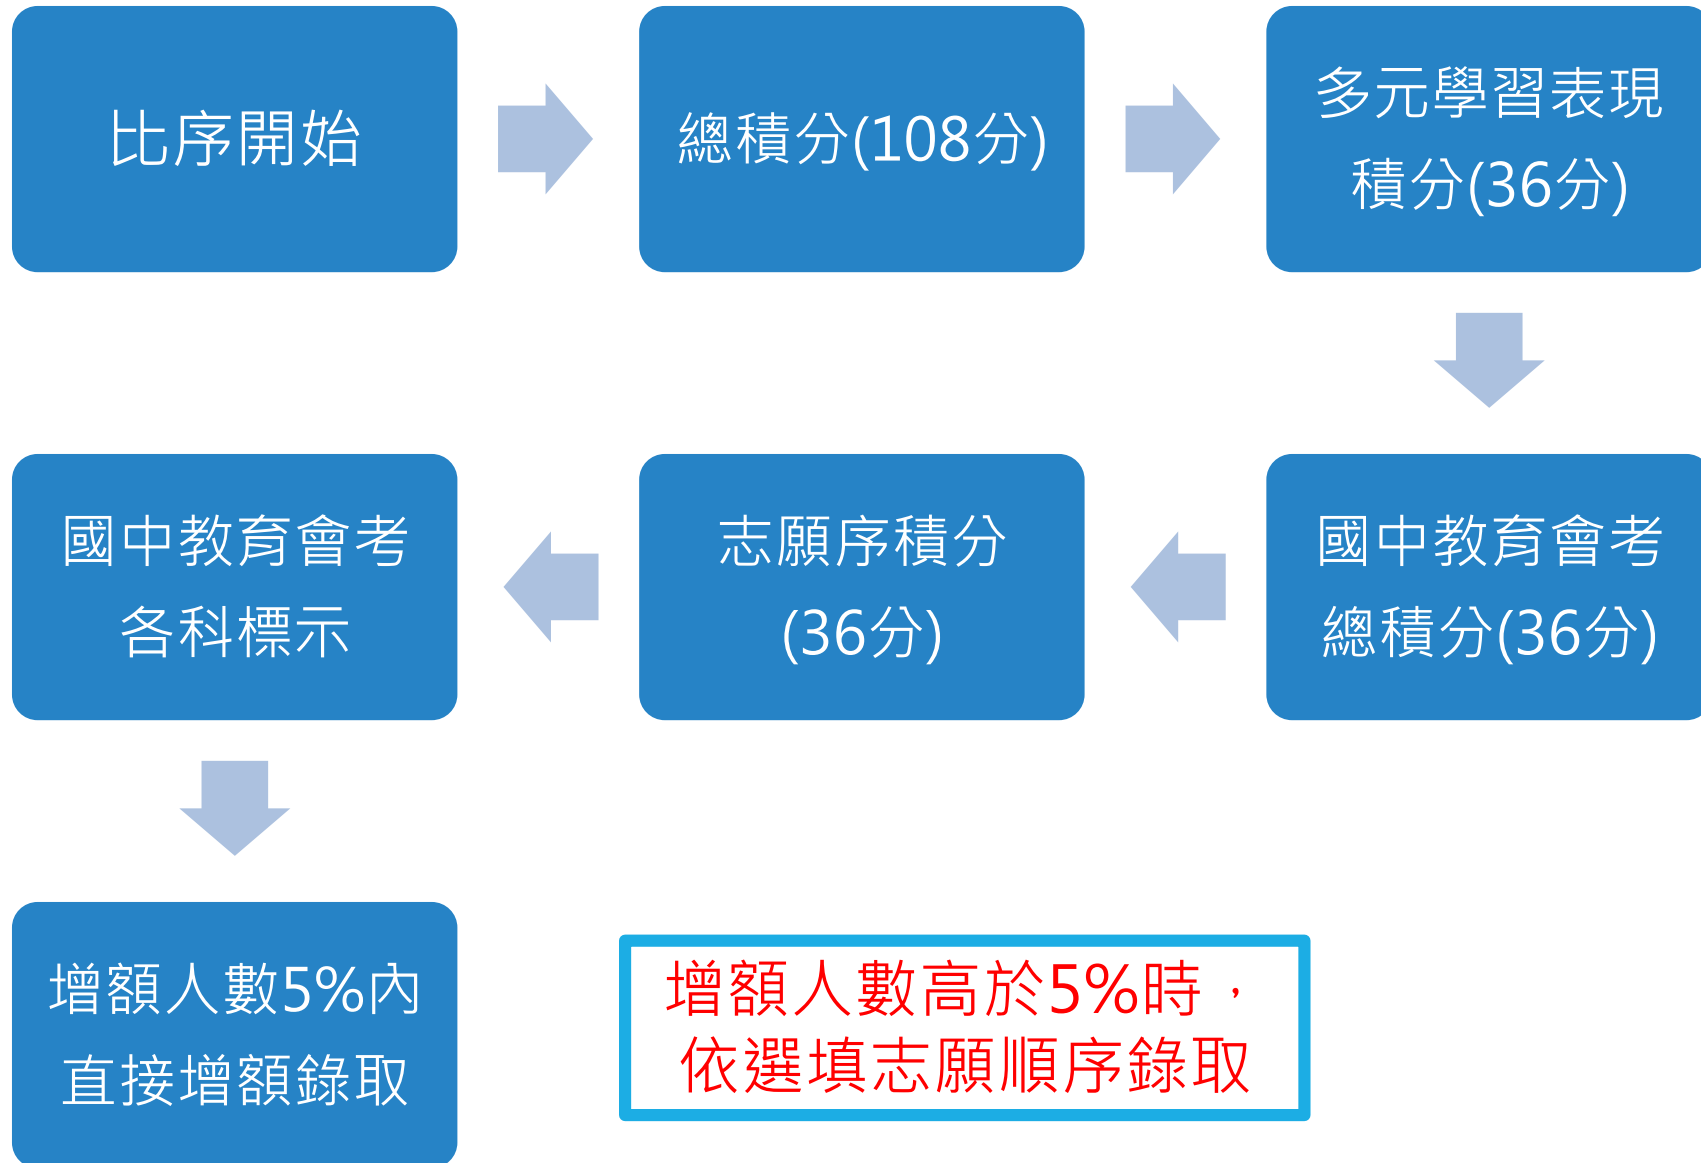 比序開始
總積分(108分)
多元學習表現
積分(36分)
國中教育會考
總積分(36分)
志願序積分
(36分)
國中教育會考
各科標示
增額人數5%內
直接增額錄取
增額人數高於5%時，
依選填志願順序錄取